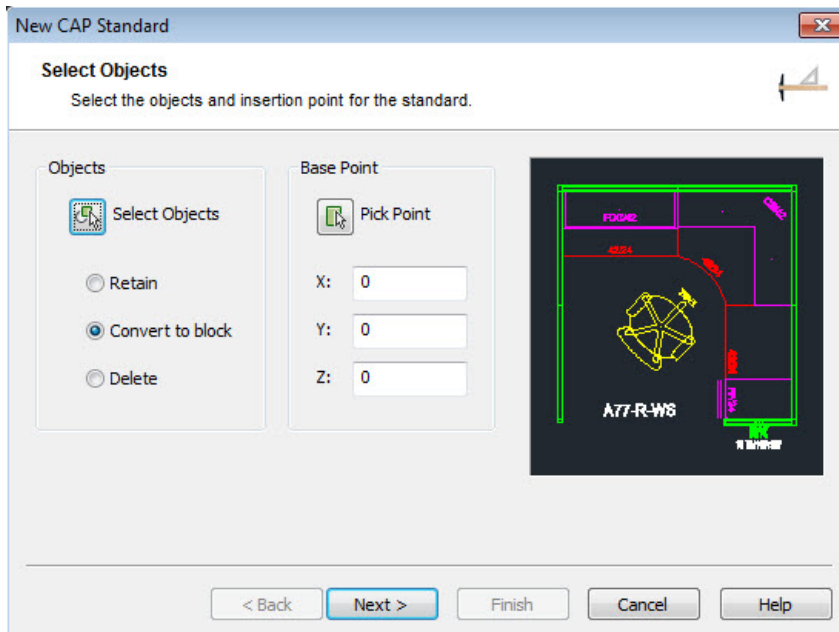 New CAP Standard
Select Objects
Select the objects and insertion point for the standard.
Objects
Select Objects
Retain
Convert to block
Delete
Base Point
Pick Point
X: 0
Y: 0
Z: 0
A77-R-WS
< Back
Next >
Finish
Cancel
Help